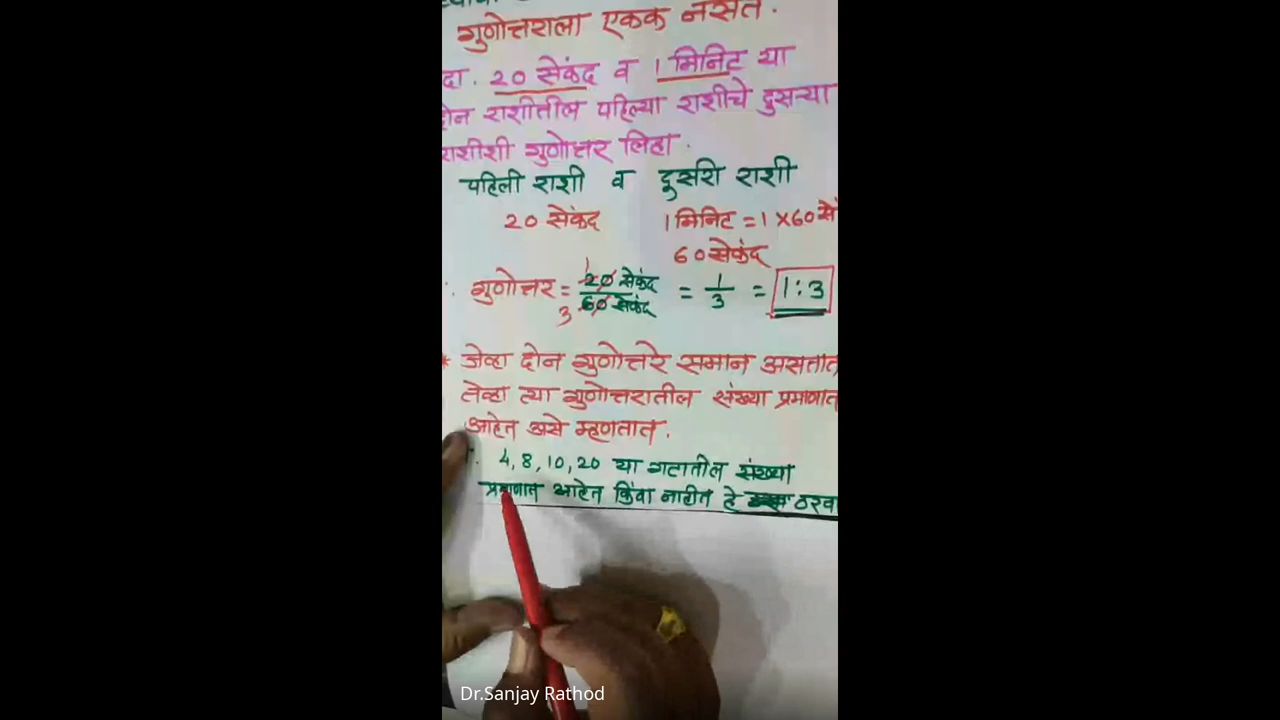 गुणोत्तराला एकक नसते.
दा. 20 सेकंद व 1 मिनिट या
दोन राशीतील पहिल्या राशीचे दुसऱ्या
राशीशी गुणोत्तर लिहा.
पहिली राशी व दुसरी राशी
20 सेकंद 1 मिनिट = 1 x 60 से
60 सेकंद
गुणोत्तर = 20 सेकंद / 60 सेकंद = 1/3 = 1:3
* जेव्हा दोन गुणोत्तरे समान असतात
तेव्हा त्या गुणोत्तरातील संख्या प्रमाणात
आहेत असे म्हणतात.
4, 8, 10, 20 या गटातील संख्या
प्रमाणात आहेत किंवा नाहीत हे ठरवा
Dr.Sanjay Rathod